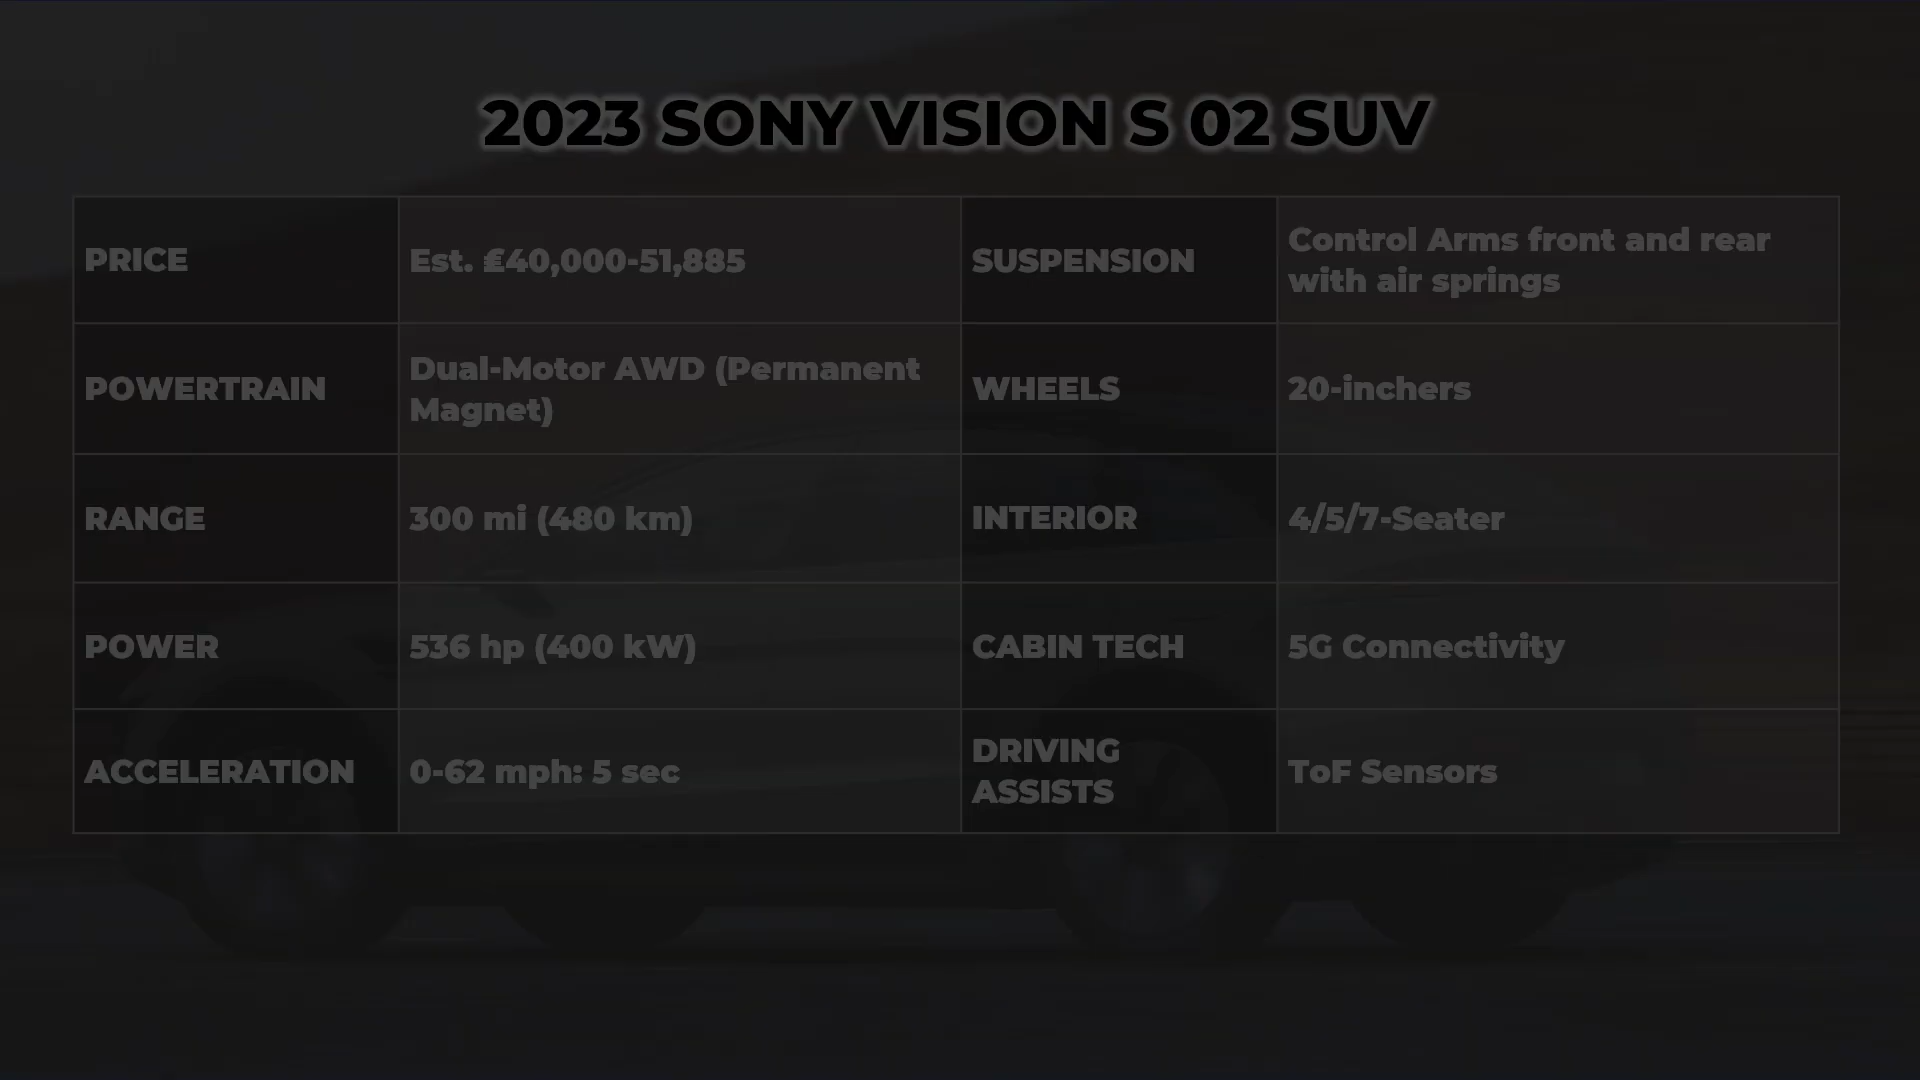 2023 SONY VISION S 02 SUV
PRICE
Est. £40,000-51,885
SUSPENSION
Control Arms front and rear
with air springs
POWERTRAIN
Dual-Motor AWD (Permanent
Magnet)
WHEELS
20-inchers
RANGE
300 mi (480 km)
INTERIOR
4/5/7-Seater
POWER
536 hp (400 kW)
CABIN TECH
5G Connectivity
ACCELERATION
0-62 mph: 5 sec
DRIVING
ASSISTS
ToF Sensors